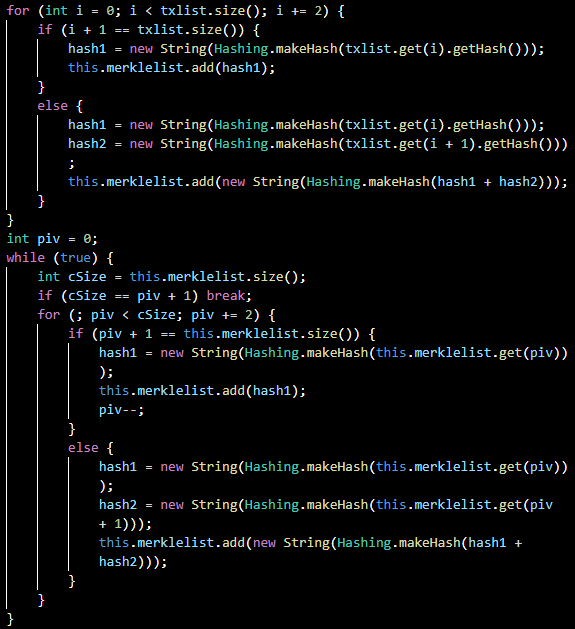 for (int i = 0; i < txlist.size(); i += 2) {
    if (i + 1 == txlist.size()) {
        hash1 = new String(Hashing.makeHash(txlist.get(i).getHash()));
        this.merklelist.add(hash1);
    }
    else {
        hash1 = new String(Hashing.makeHash(txlist.get(i).getHash()));
        hash2 = new String(Hashing.makeHash(txlist.get(i + 1).getHash()))
        ;
        this.merklelist.add(new String(Hashing.makeHash(hash1 + hash2)));
    }
}
int piv = 0;
while (true) {
    int cSize = this.merklelist.size();
    if (cSize == piv + 1) break;
    for (; piv < cSize; piv += 2) {
        if (piv + 1 == this.merklelist.size()) {
            hash1 = new String(Hashing.makeHash(this.merklelist.get(piv))
            );
            this.merklelist.add(hash1);
            piv--;
        }
        else {
            hash1 = new String(Hashing.makeHash(this.merklelist.get(piv))
            );
            hash2 = new String(Hashing.makeHash(this.merklelist.get(piv
            + 1)));
            this.merklelist.add(new String(Hashing.makeHash(hash1 +
            hash2)));
        }
    }
}